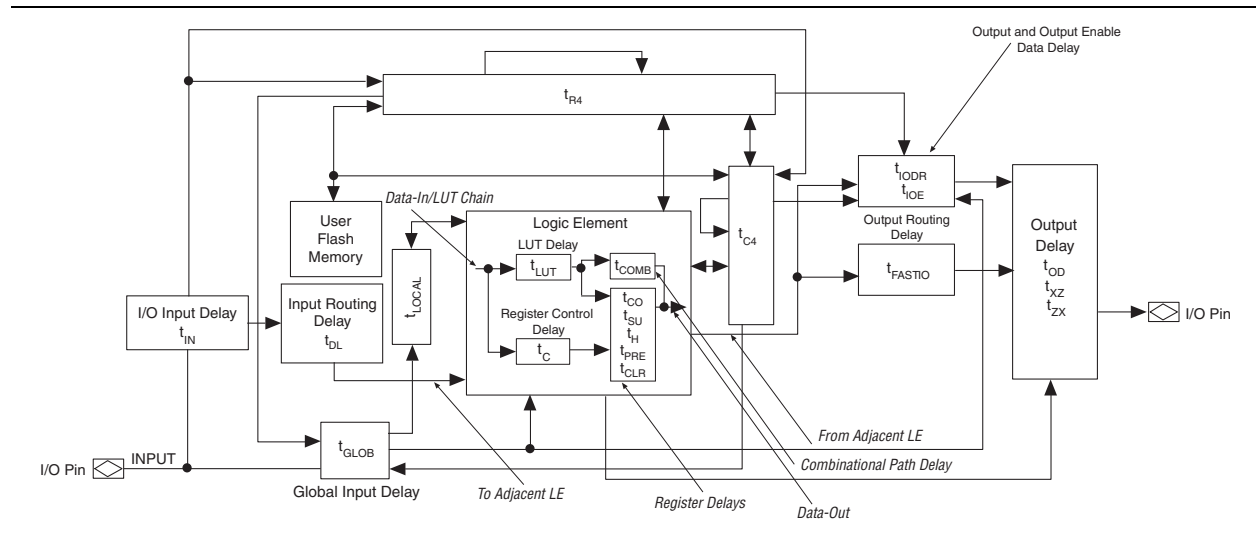 Output and Output Enable
Data Delay
tR4
tIODR
tIOE
Data-In/LUT Chain
User
Flash
Memory
Logic Element
LUT Delay
tLUT
tCOMB
tC4
Output Routing
Delay
tFASTIO
Output
Delay
tOD
tXZ
tZX
I/O Pin
tLOCAL
I/O Input Delay
tIN
Input Routing
Delay
tDL
Register Control
Delay
tC
tCO
tSU
tH
tPRE
tCLR
From Adjacent LE
I/O Pin
INPUT
tGLOB
Global Input Delay
To Adjacent LE
Register Delays
Combinational Path Delay
Data-Out